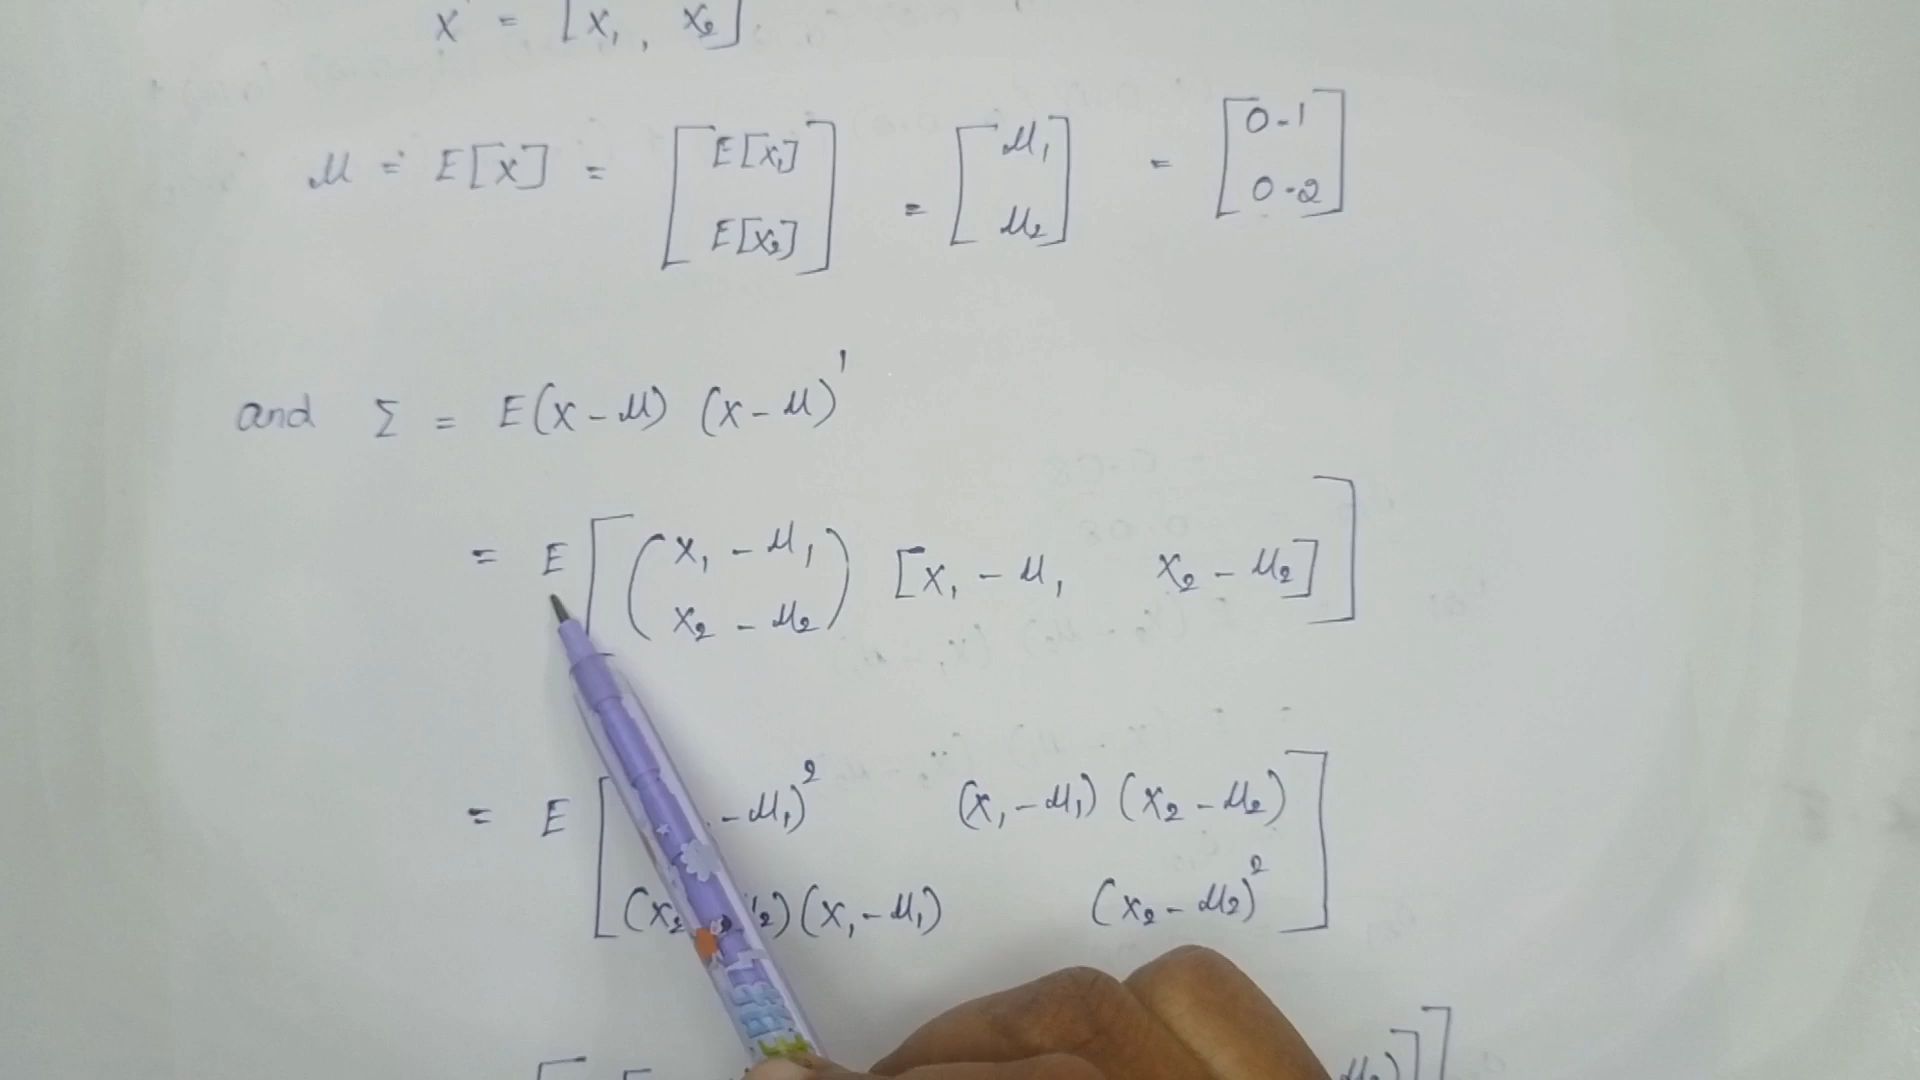 X' = [X₁, X₂].
μ = E[X] = [E[X₁] E[X₂]] = [μ₁ μ₂] = [0.1 0.2]
and Σ = E(X-μ) (X-μ)'
= E[(X₁ - μ₁ X₂ - μ₂) [X₁ - μ₁ X₂ - μ₂]]
= E[ - μ₁)² (X₁ - μ₁) (X₂ - μ₂)
(X₂ ₂)(X₁ - μ₁) (X₂ - μ₂)²]